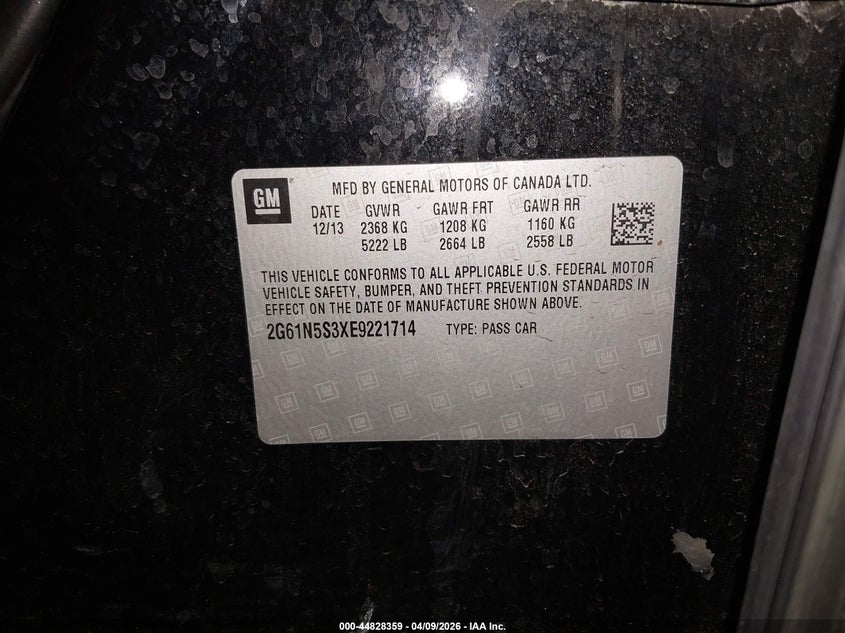 GM
MFD BY GENERAL MOTORS OF CANADA LTD.
DATE GVWR GAWR FRT GAWR RR
12/13 2368 KG 1208 KG 1160 KG
5222 LB 2664 LB 2558 LB
THIS VEHICLE CONFORMS TO ALL APPLICABLE U.S. FEDERAL MOTOR
VEHICLE SAFETY, BUMPER, AND THEFT PREVENTION STANDARDS IN
EFFECT ON THE DATE OF MANUFACTURE SHOWN ABOVE.
2G61N5S3XE9221714 TYPE: PASS CAR
000-44828359 - 04/09/2026 - IAA Inc.